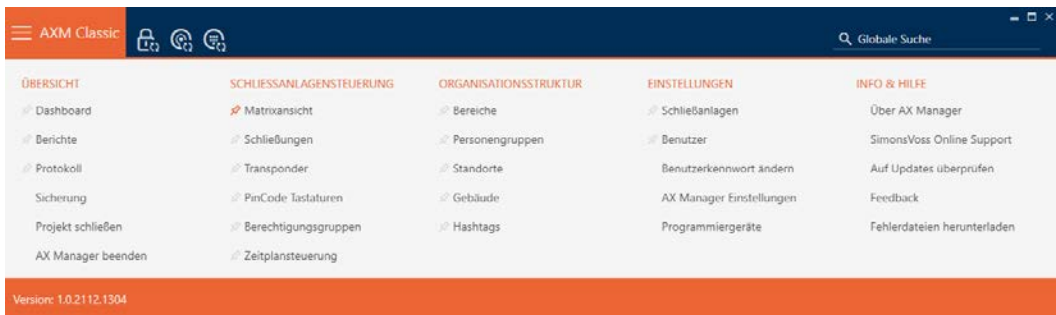 AXM Classic
Globale Suche
ÜBERSICHT
Dashboard
Berichte
Protokoll
Sicherung
Projekt schließen
AX Manager beenden
SCHLIESSANLAGENSTEUERUNG
Matrixansicht
Schließungen
Transponder
PinCode Tastaturen
Berechtigungsgruppen
Zeitplansteuerung
ORGANISATIONSSTRUKTUR
Bereiche
Personengruppen
Standorte
Gebäude
Hashtags
EINSTELLUNGEN
Schließanlagen
Benutzer
Benutzerkennwort ändern
AX Manager Einstellungen
Programmiergeräte
INFO & HILFE
Über AX Manager
SimonsVoss Online Support
Auf Updates überprüfen
Feedback
Fehlerdateien herunterladen
Version: 1.0.2112.1304